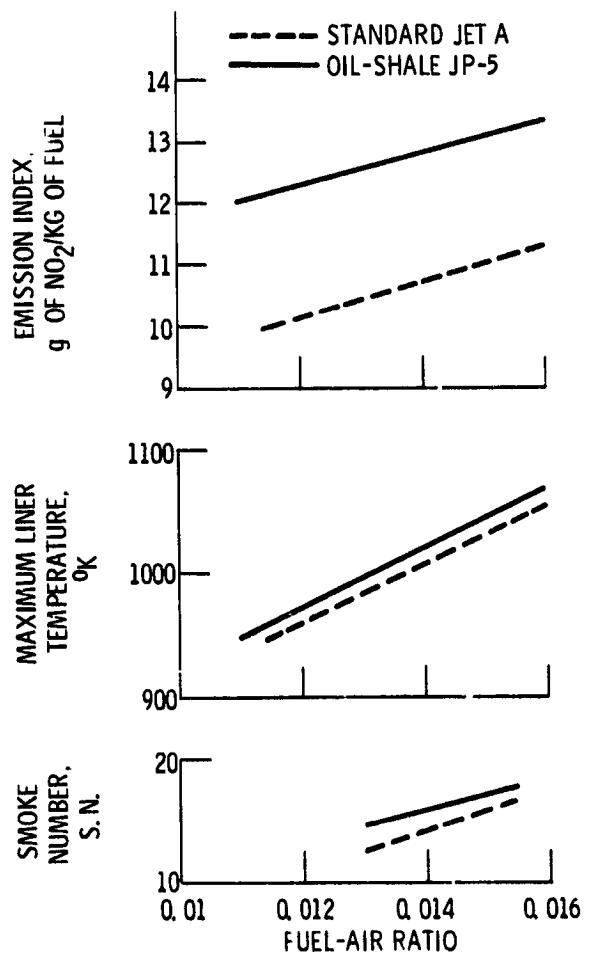 STANDARD JET A
OIL-SHALE JP-5
EMISSION INDEX,
g OF NO2/KG OF FUEL
14
13
12
11
10
9
MAXIMUM LINER
TEMPERATURE,
°K
1100
1000
900
SMOKE
NUMBER,
S. N.
20
10
0.01 0.012 0.014 0.016
FUEL-AIR RATIO